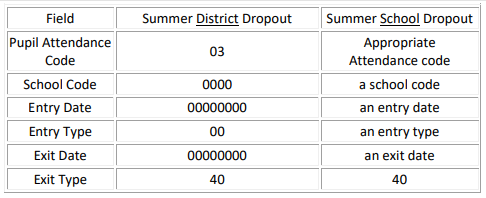 Field Summer District Dropout Summer School Dropout
Pupil Attendance
Code
03
Appropriate
Attendance code
School Code 0000 a school code
Entry Date 00000000 an entry date
Entry Type 00 an entry type
Exit Date 00000000 an exit date
Exit Type 40 40